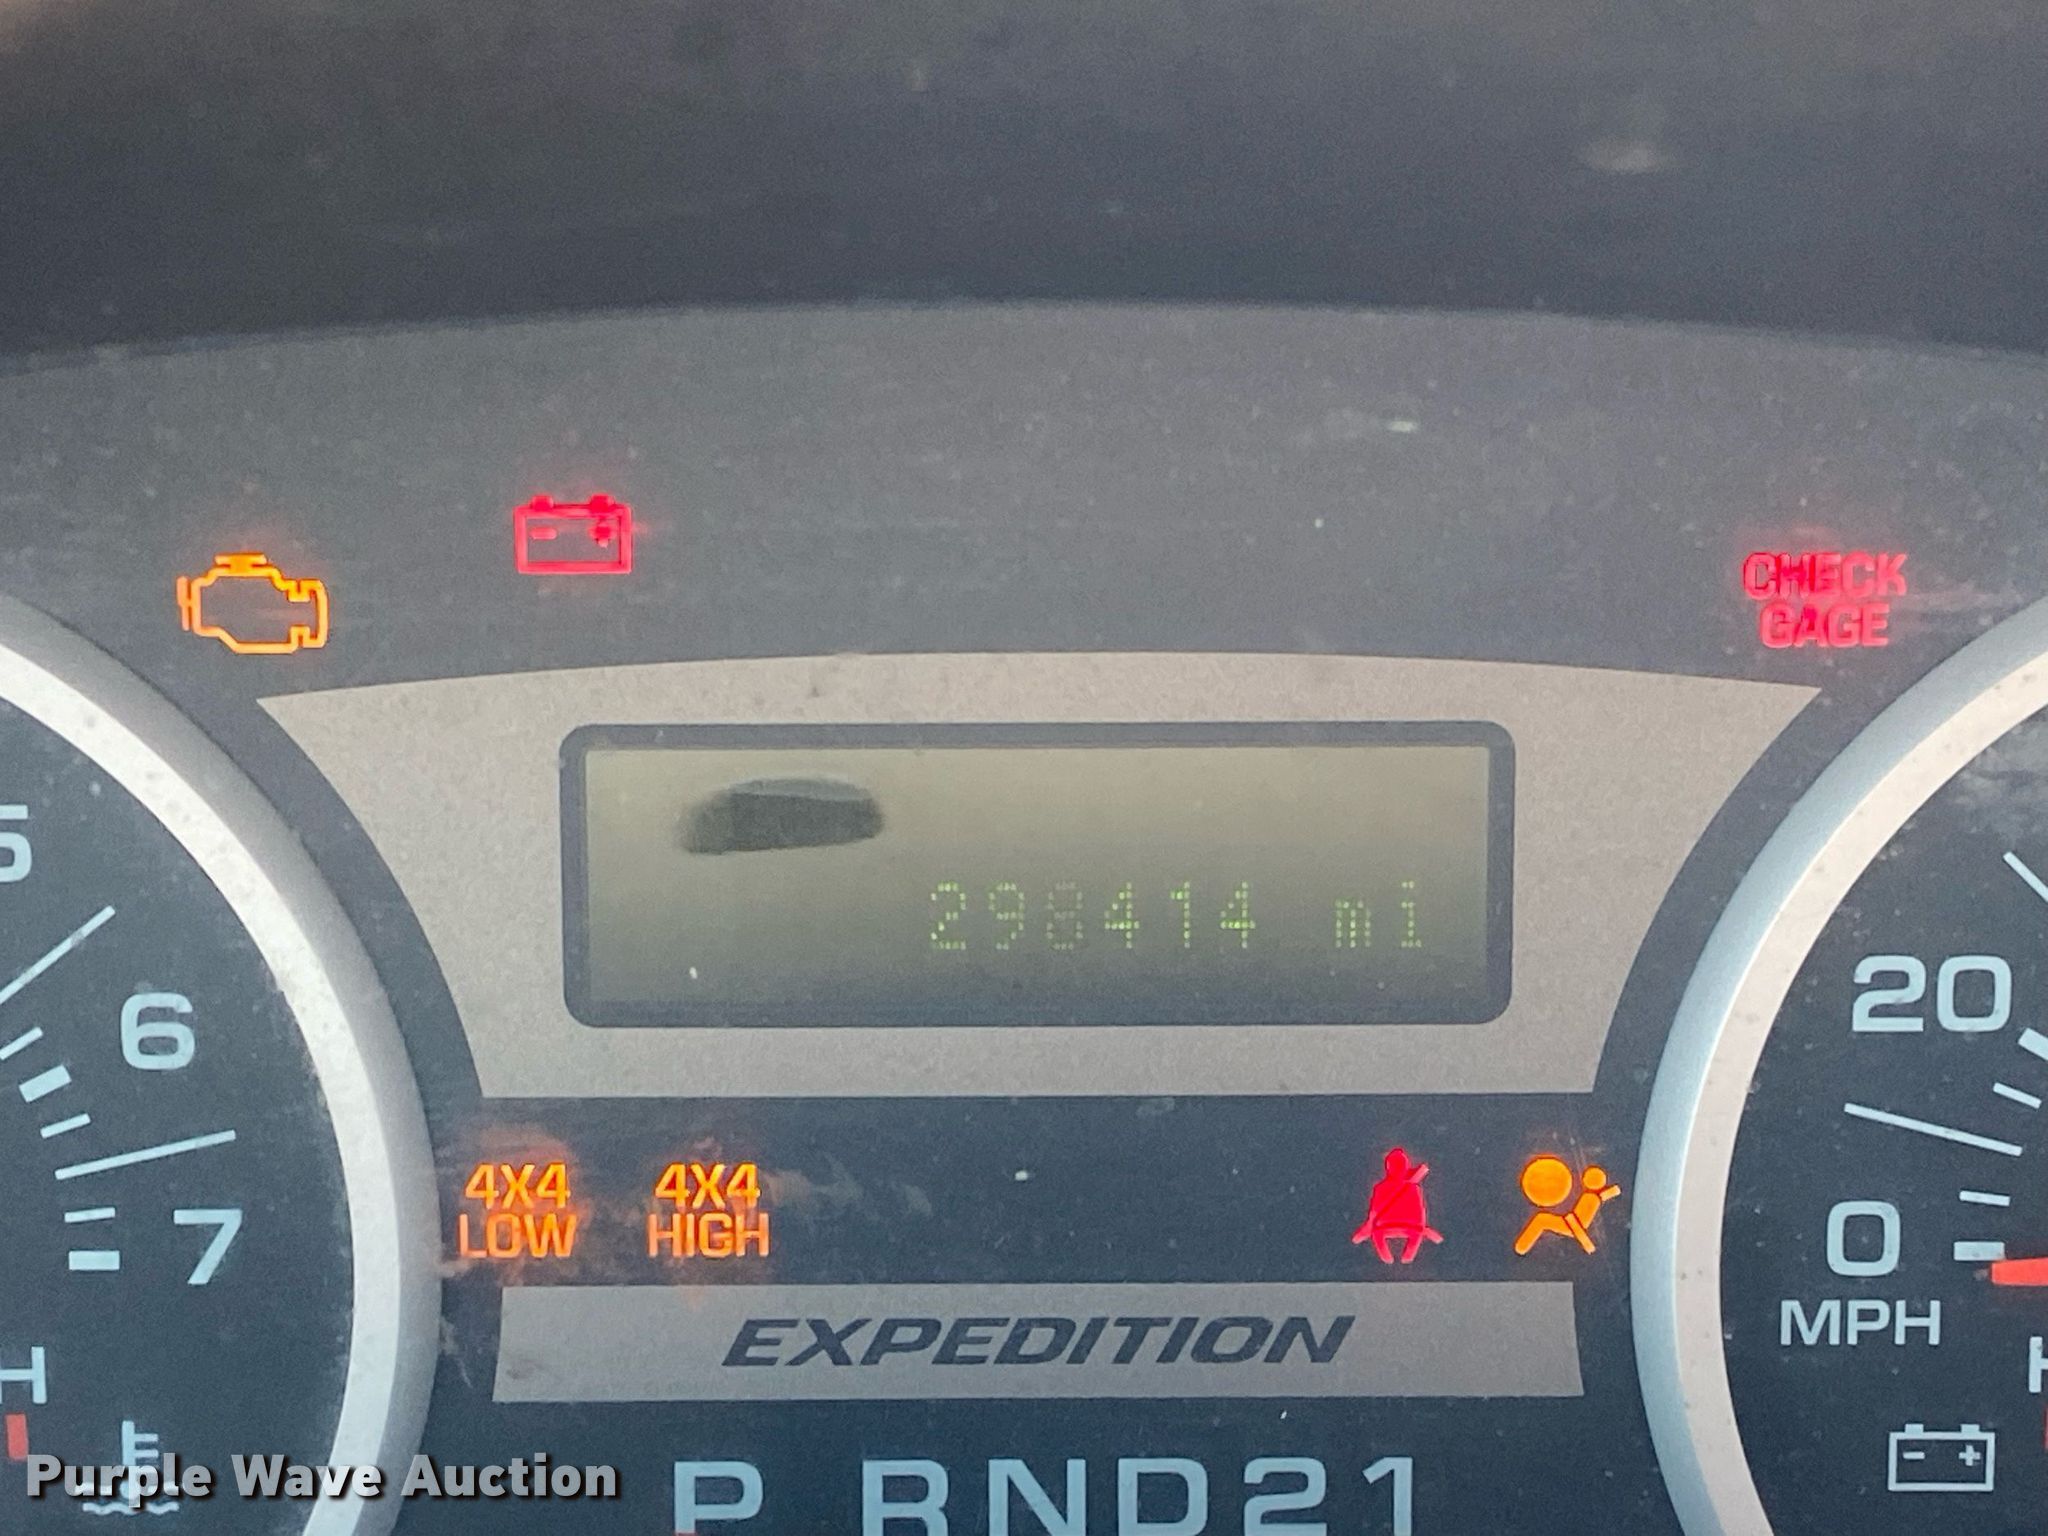 CHECK
GAGE
5
298414 mi
6
20
4X4
LOW
4X4
HIGH
7
0
MPH
EXPEDITION
H
H
P RND21
Purple Wave Auction